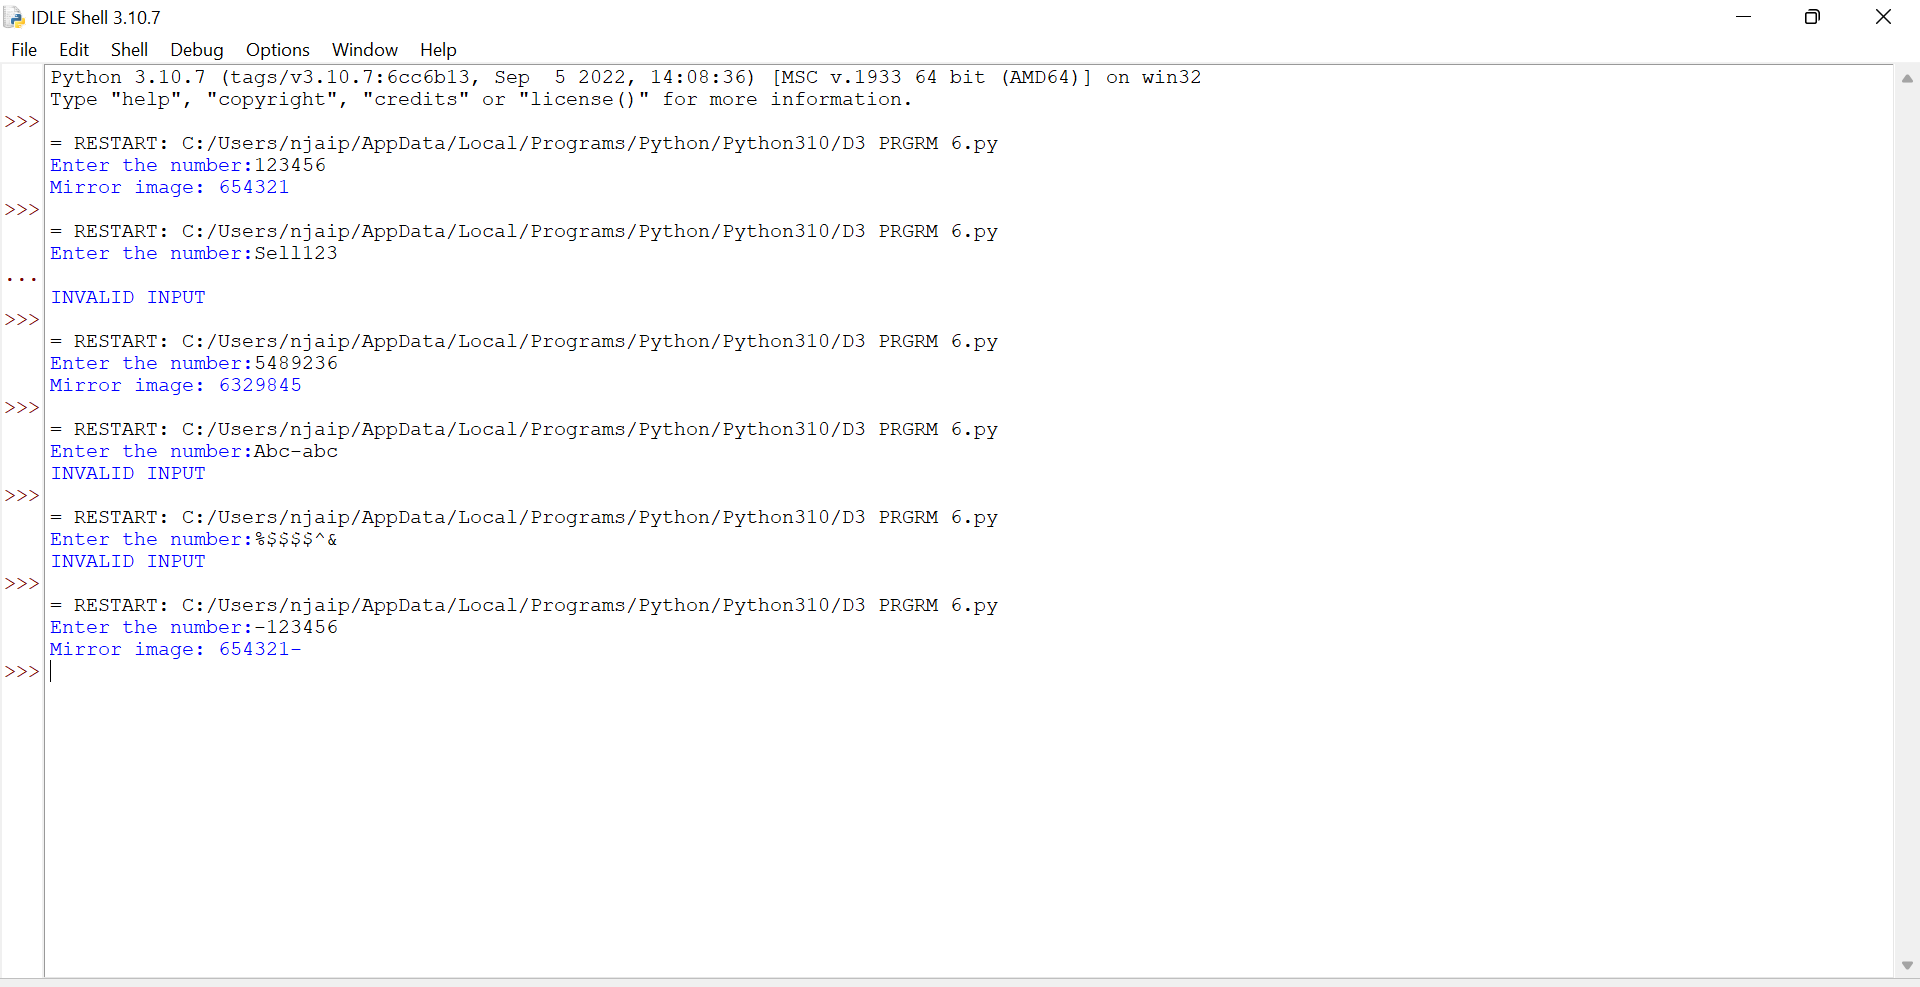 IDLE Shell 3.10.7
File Edit Shell Debug Options Window Help
Python 3.10.7 (tags/v3.10.7:6cc6b13, Sep  5 2022, 14:08:36) [MSC v.1933 64 bit (AMD64)] on win32
Type "help", "copyright", "credits" or "license()" for more information.
>>>
= RESTART: C:/Users/njaip/AppData/Local/Programs/Python/Python310/D3 PRGRM 6.py
Enter the number:123456
Mirror image: 654321
>>>
= RESTART: C:/Users/njaip/AppData/Local/Programs/Python/Python310/D3 PRGRM 6.py
Enter the number:Sell123
...
INVALID INPUT
>>>
= RESTART: C:/Users/njaip/AppData/Local/Programs/Python/Python310/D3 PRGRM 6.py
Enter the number:5489236
Mirror image: 6329845
>>>
= RESTART: C:/Users/njaip/AppData/Local/Programs/Python/Python310/D3 PRGRM 6.py
Enter the number:Abc-abc
INVALID INPUT
>>>
= RESTART: C:/Users/njaip/AppData/Local/Programs/Python/Python310/D3 PRGRM 6.py
Enter the number:%$$$$^&
INVALID INPUT
>>>
= RESTART: C:/Users/njaip/AppData/Local/Programs/Python/Python310/D3 PRGRM 6.py
Enter the number:-123456
Mirror image: 654321-
>>>